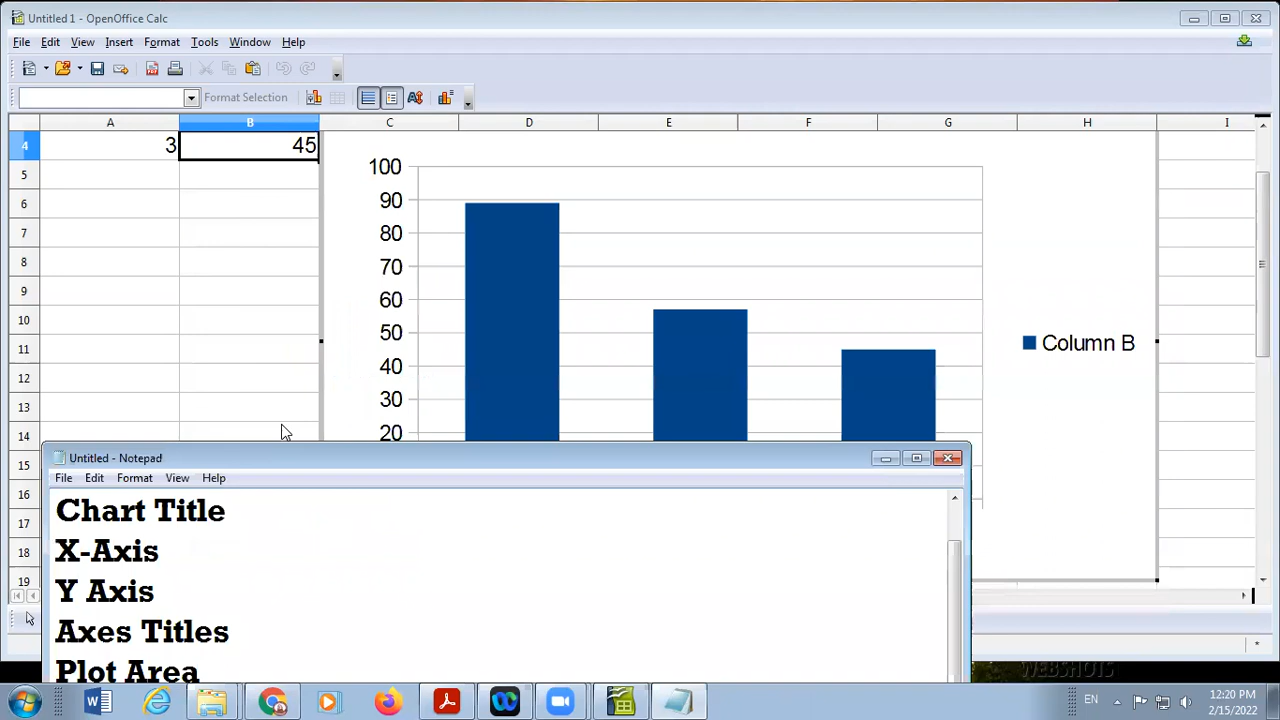 Untitled 1 - OpenOffice Calc
File Edit View Insert Format Tools Window Help
Format Selection
A B C D E F G H I
4 3 45
5
6
7
8
9
10
11
12
13
14
15
16
17
18
19
100
90
80
70
60
50
40
30
20
Column B
Untitled - Notepad
File Edit Format View Help
Chart Title
X-Axis
Y Axis
Axes Titles
Plot Area
WEBSHOTS
EN
12:20 PM
2/15/2022